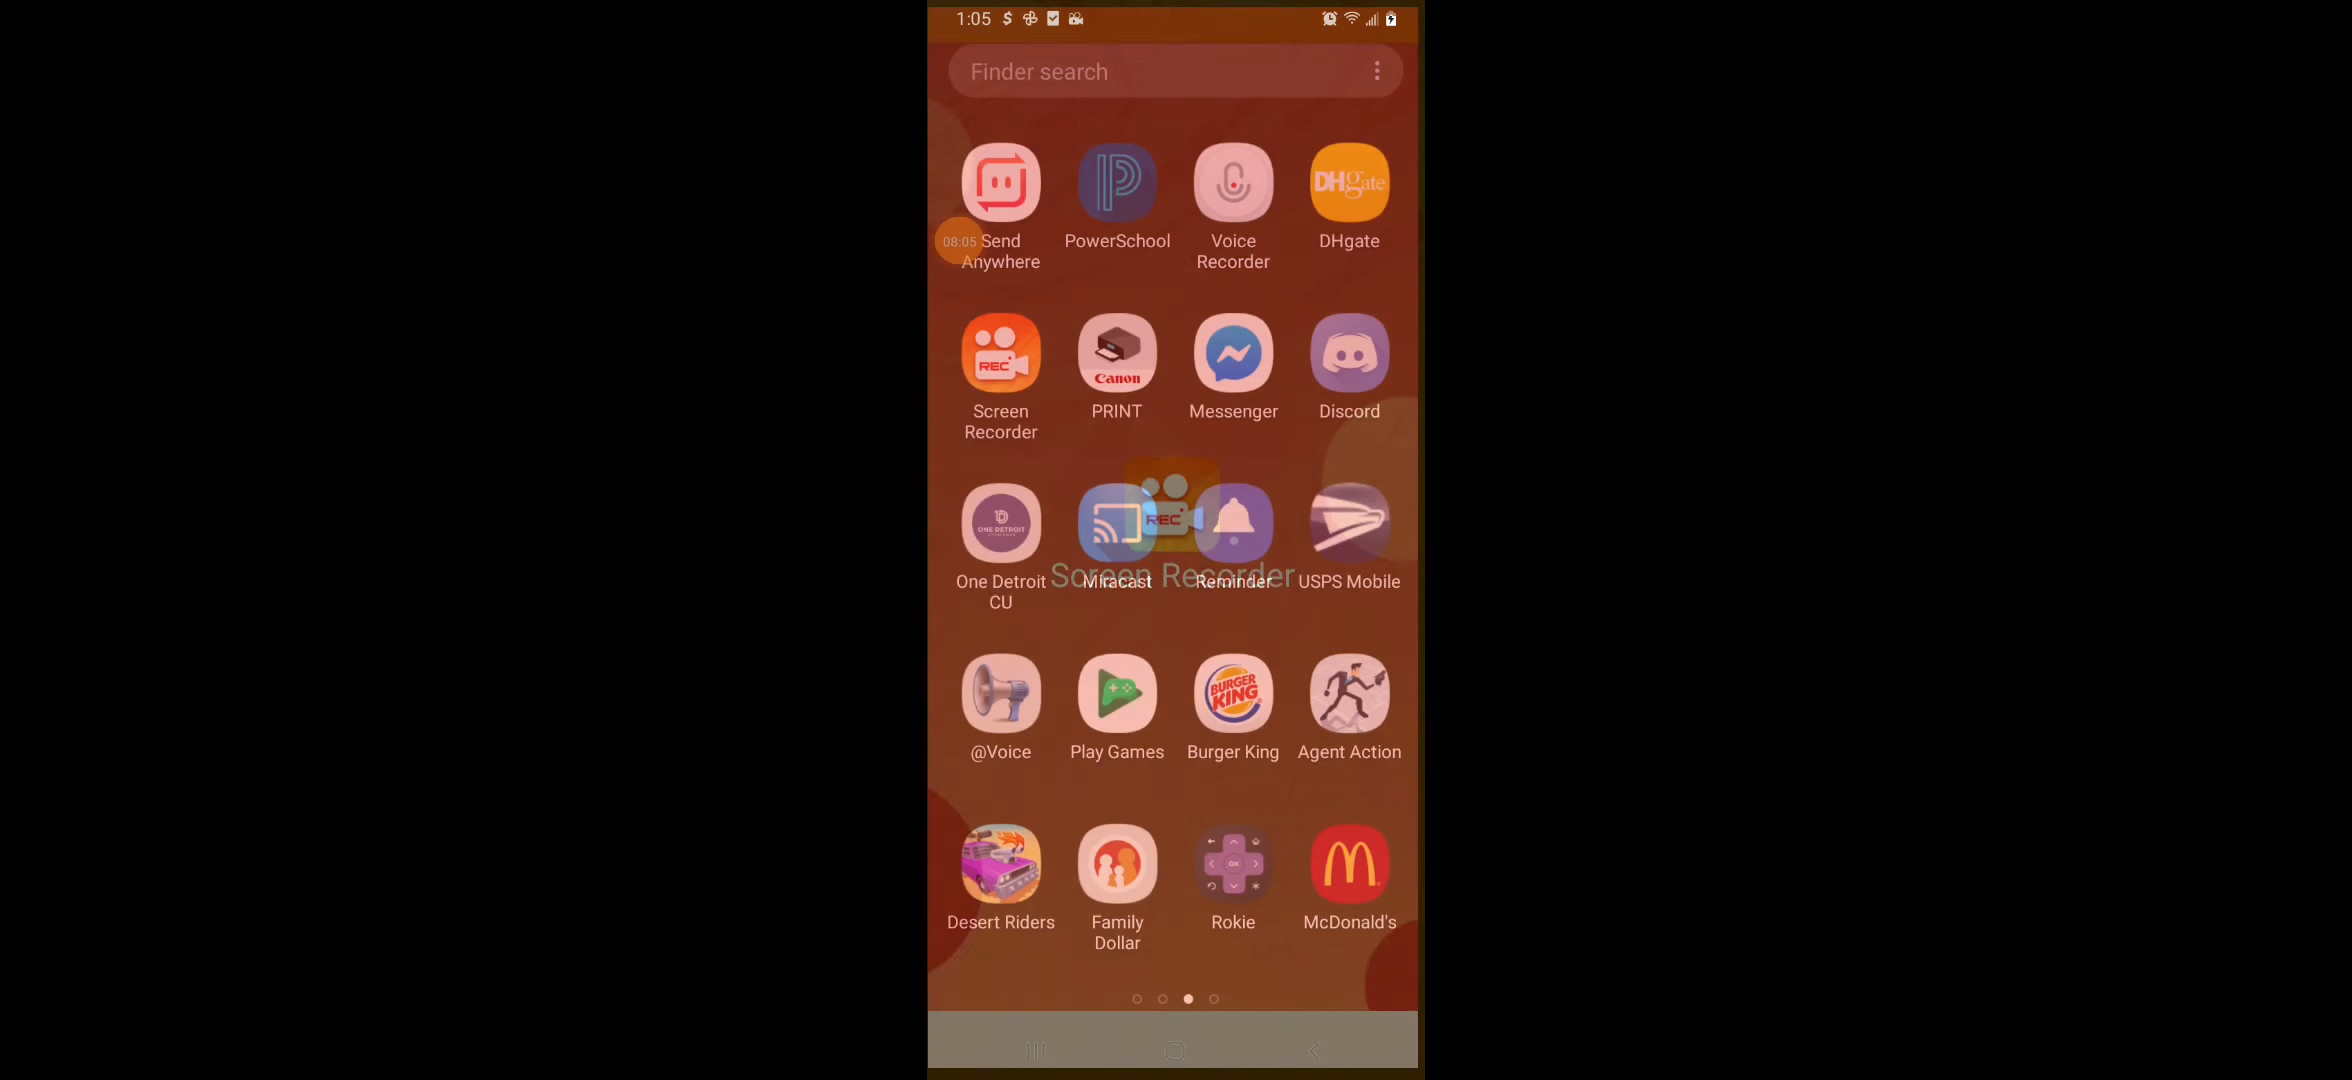 1:05
Finder search
DHgate
08:05
Send Anywhere
PowerSchool
Voice Recorder
DHgate
REC
Canon
Screen Recorder
PRINT
Messenger
Discord
REC
ONE DETROIT
Screen Recorder
One Detroit CU
Miracast
Reminder
USPS Mobile
BURGER KING
@Voice
Play Games
Burger King
Agent Action
OK
Desert Riders
Family Dollar
Rokie
McDonald's